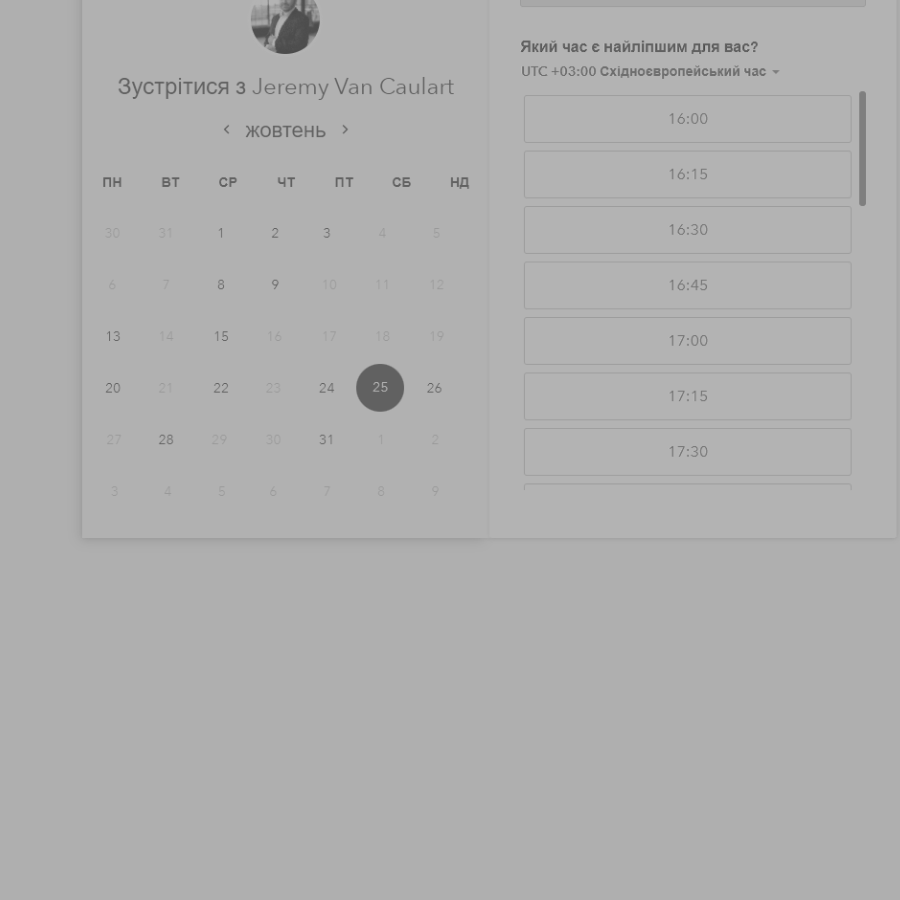 Зустрітися з Jeremy Van Caulart
жовтень
ПН ВТ СР ЧТ ПТ СБ НД
30 31 1 2 3 4 5
6 7 8 9 10 11 12
13 14 15 16 17 18 19
20 21 22 23 24 25 26
27 28 29 30 31 1 2
3 4 5 6 7 8 9
Який час є найліпшим для вас?
UTC +03:00 Східноєвропейський час
16:00
16:15
16:30
16:45
17:00
17:15
17:30